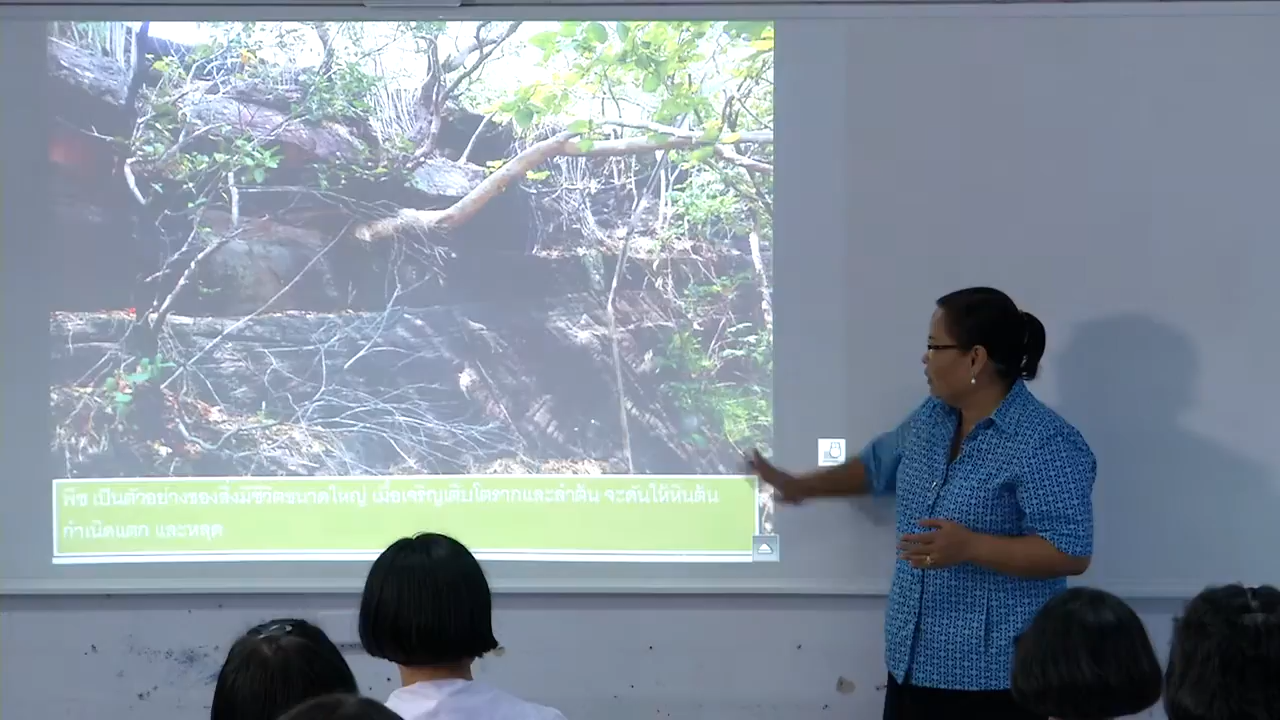 พืช เป็นตัวอย่างของสิ่งมีชีวิตขนาดใหญ่ เมื่อเจริญเติบโตรากและลำต้น จะดันให้หินต้น
กำเนิดแตก และหลุด